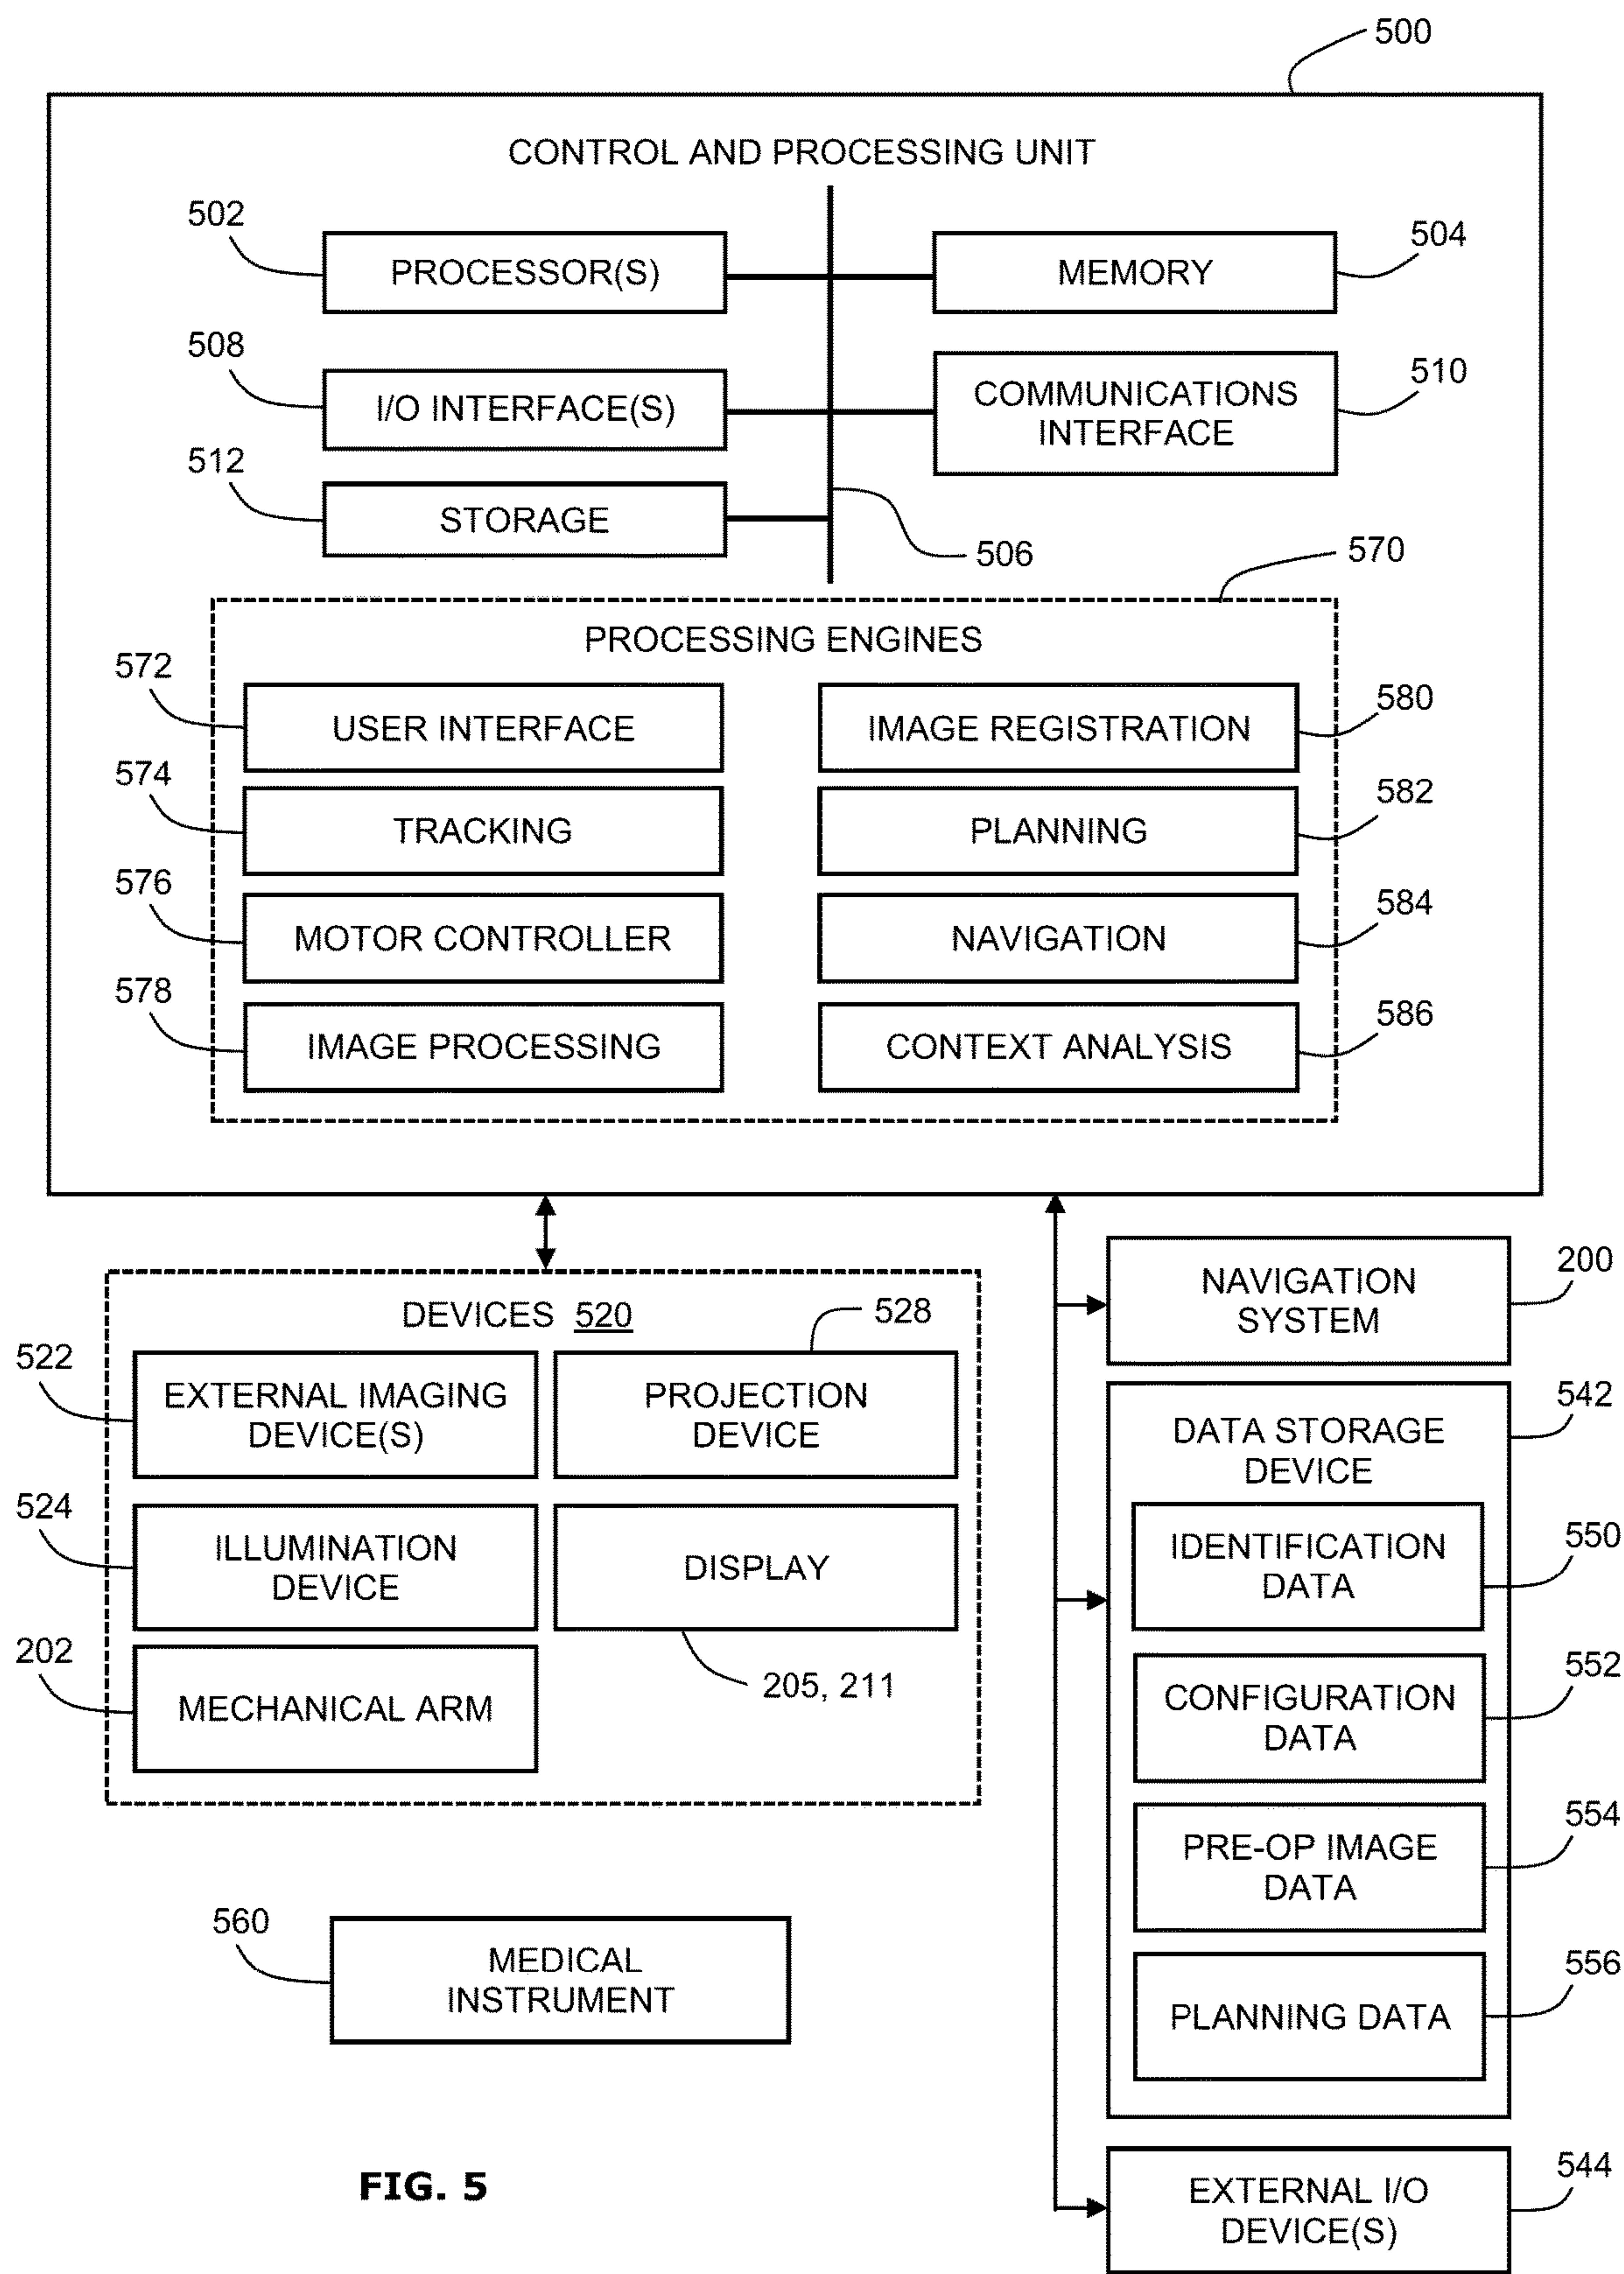 500
CONTROL AND PROCESSING UNIT
502
PROCESSOR(S)
MEMORY
504
508
I/O INTERFACE(S)
COMMUNICATIONS
INTERFACE
510
512
STORAGE
506
570
PROCESSING ENGINES
572
USER INTERFACE
IMAGE REGISTRATION
580
574
TRACKING
PLANNING
582
576
MOTOR CONTROLLER
NAVIGATION
584
578
IMAGE PROCESSING
CONTEXT ANALYSIS
586
DEVICES 520
528
522
EXTERNAL IMAGING
DEVICE(S)
PROJECTION
DEVICE
524
ILLUMINATION
DEVICE
DISPLAY
202
MECHANICAL ARM
205, 211
NAVIGATION
SYSTEM
200
DATA STORAGE
DEVICE
542
IDENTIFICATION
DATA
550
CONFIGURATION
DATA
552
PRE-OP IMAGE
DATA
554
PLANNING DATA
556
560
MEDICAL
INSTRUMENT
EXTERNAL I/O
DEVICE(S)
544
FIG. 5